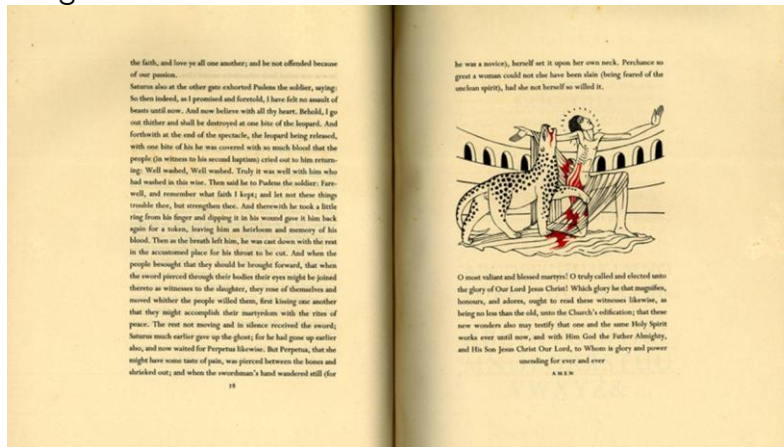 the faith, and love ye all one another; and be not offended because
of our passion.
Saturus also at the other gate exhorted Pudens the soldier, saying:
So then indeed, as I promised and foretold, I have felt no assault of
beasts until now. And now believe with all thy heart. Behold, I go
out thither and shall be destroyed at one bite of the leopard. And
forthwith at the end of the spectacle, the leopard being released,
with one bite of his he was covered with so much blood that the
people (in witness to his second baptism) cried out to him return-
ing: Well washed, Well washed. Truly it was well with him who
had washed in this wise. Then said he to Pudens the soldier: Fare-
well, and remember what faith I kept; and let not these things
trouble thee, but strengthen thee. And therewith he took a little
ring from his finger and dipping it in his wound gave it him back
again for a token, leaving him an heirloom and memory of his
blood. Then as the breath left him, he was cast down with the rest
in the accustomed place for his throat to be cut. And when the
people besought that they should be brought forward, that when
the sword pierced through their bodies their eyes might be joined
thereto as witnesses to the slaughter, they rose of themselves and
moved whither the people willed them, first kissing one another
that they might accomplish their martyrdom with the rites of
peace. The rest not moving and in silence received the sword;
Saturus much earlier gave up the ghost; for he had gone up earlier
also, and now waited for Perpetua likewise. But Perpetua, that she
might have some taste of pain, was pierced between the bones and
shrieked out; and when the swordsman's hand wandered still (for
18
he was a novice), herself set it upon her own neck. Perchance so
great a woman could not else have been slain (being feared of the
unclean spirit), had she not herself so willed it.
O most valiant and blessed martyrs! O truly called and elected unto
the glory of Our Lord Jesus Christ! Which glory he that magnifies,
honours, and adores, ought to read these witnesses likewise, as
being no less than the old, unto the Church's edification; that these
new wonders also may testify that one and the same Holy Spirit
works ever until now, and with Him God the Father Almighty,
and His Son Jesus Christ Our Lord, to Whom is glory and power
unending for ever and ever
AMEN